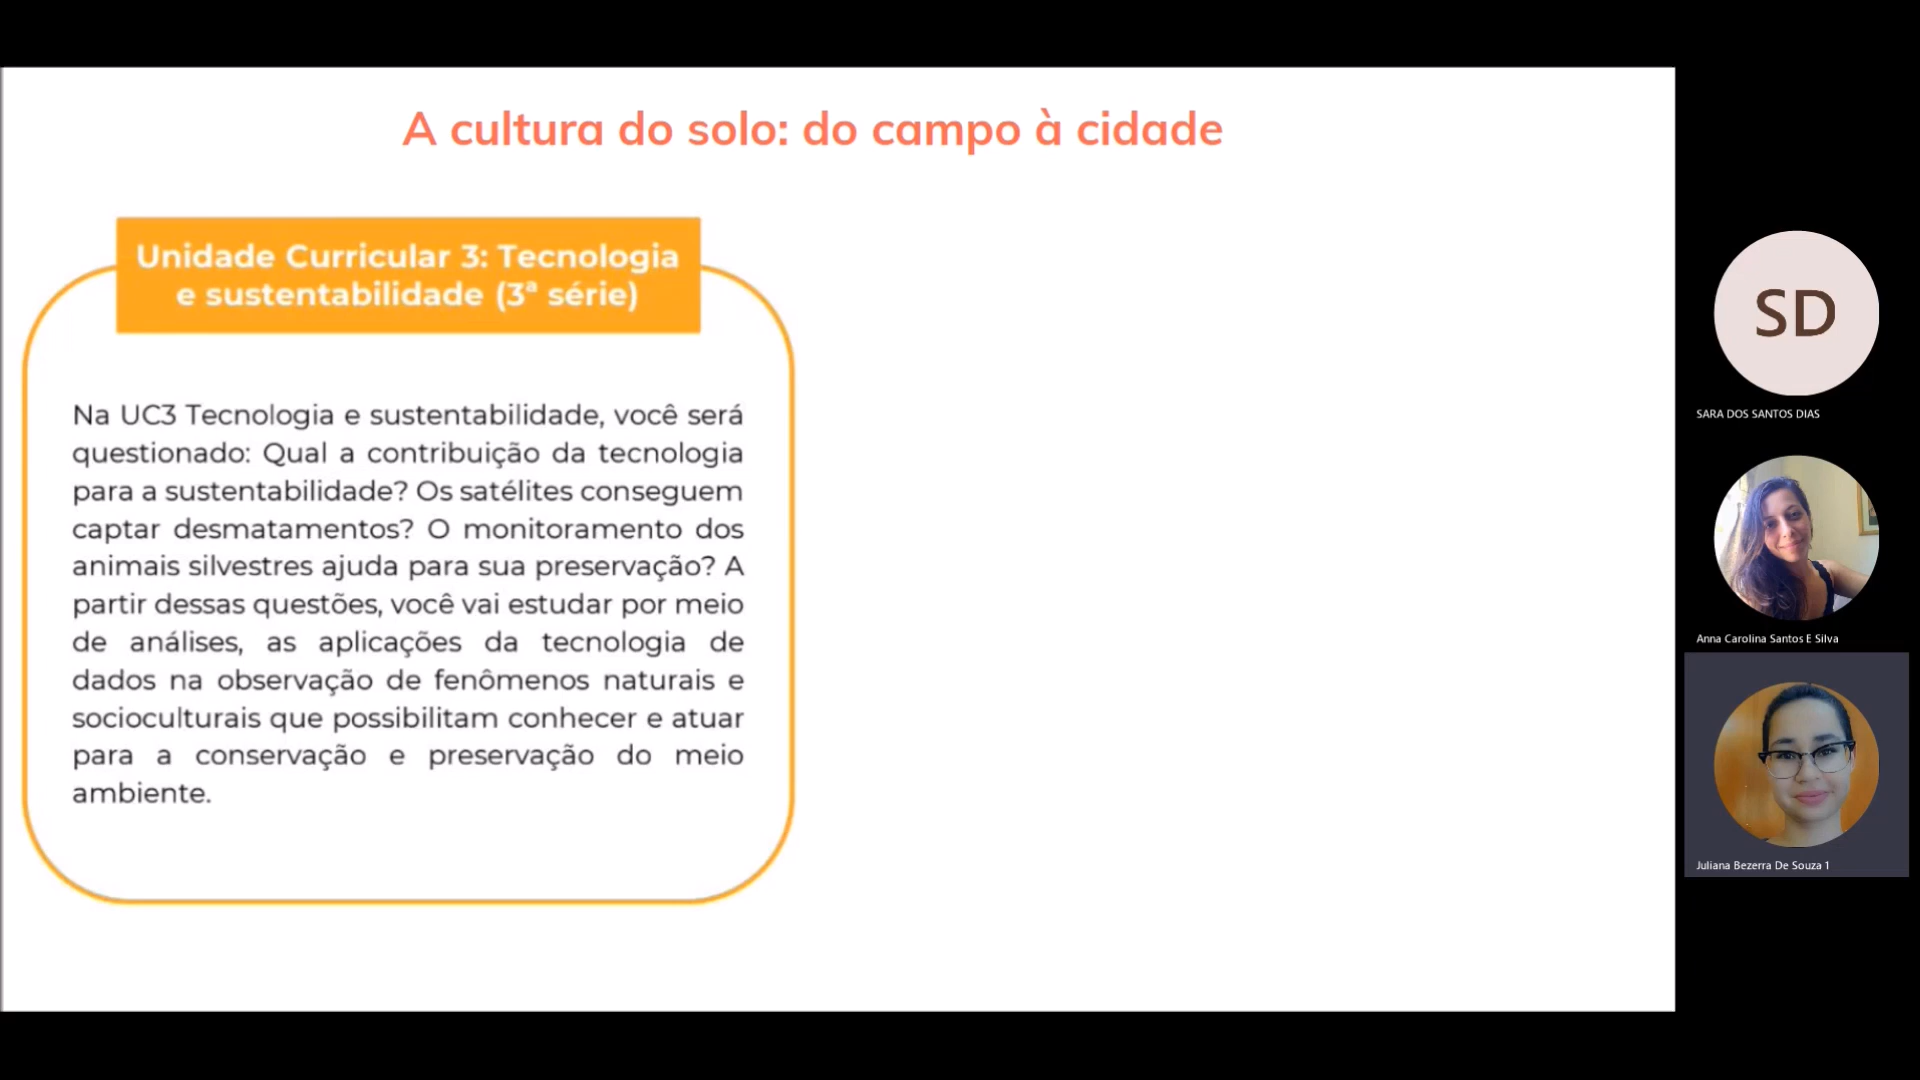 A cultura do solo: do campo à cidade
Unidade Curricular 3: Tecnologia
e sustentabilidade (3ª série)
Na UC3 Tecnologia e sustentabilidade, você será
questionado: Qual a contribuição da tecnologia
para a sustentabilidade? Os satélites conseguem
captar desmatamentos? O monitoramento dos
animais silvestres ajuda para sua preservação? A
partir dessas questões, você vai estudar por meio
de análises, as aplicações da tecnologia de
dados na observação de fenômenos naturais e
socioculturais que possibilitam conhecer e atuar
para a conservação e preservação do meio
ambiente.
SD
SARA DOS SANTOS DIAS
Anna Carolina Santos E Silva
Juliana Bezerra De Souza 1